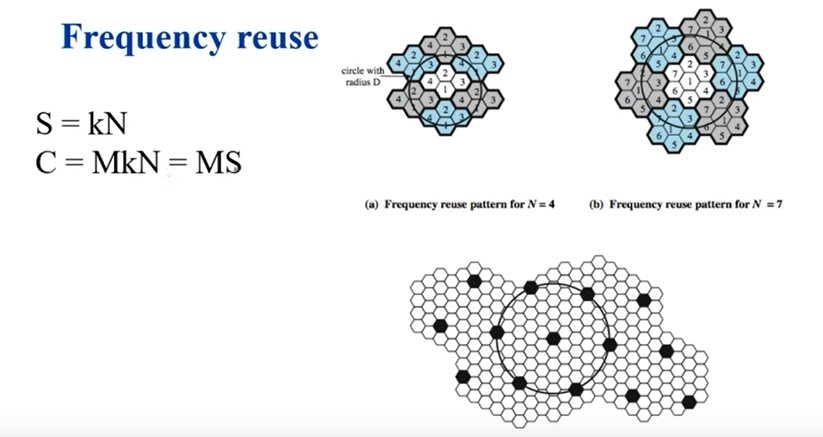 Frequency reuse
S = kN
C = MkN = MS
circle with
radius D
(a) Frequency reuse pattern for N = 4
(b) Frequency reuse pattern for N = 7